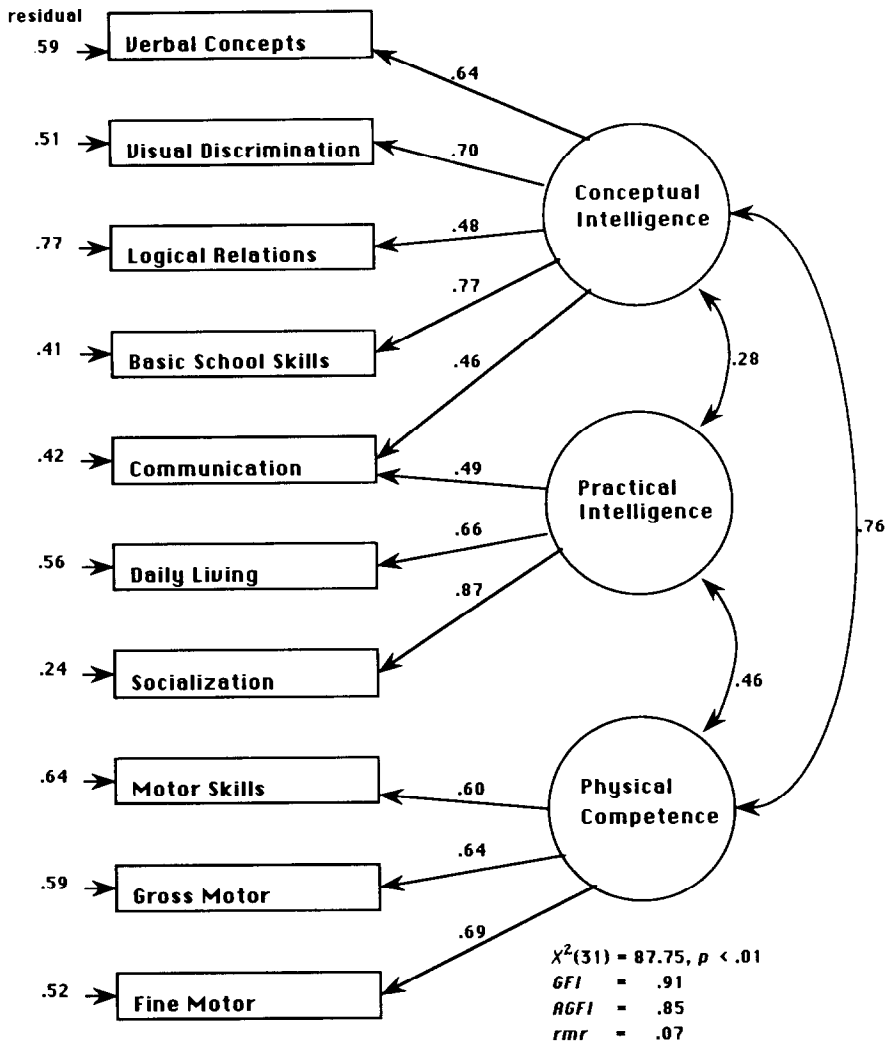 residual
.59
Verbal Concepts
.64
.51
Visual Discrimination
.70
Conceptual
Intelligence
.77
Logical Relations
.48
.77
.41
Basic School Skills
.46
.28
.42
Communication
.49
Practical
Intelligence
.76
.56
Daily Living
.66
.87
.24
Socialization
.46
.64
Motor Skills
.60
Physical
Competence
.59
Gross Motor
.64
.69
.52
Fine Motor
X²(31) = 87.75, p < .01
GFI = .91
AGFI = .85
rmr = .07